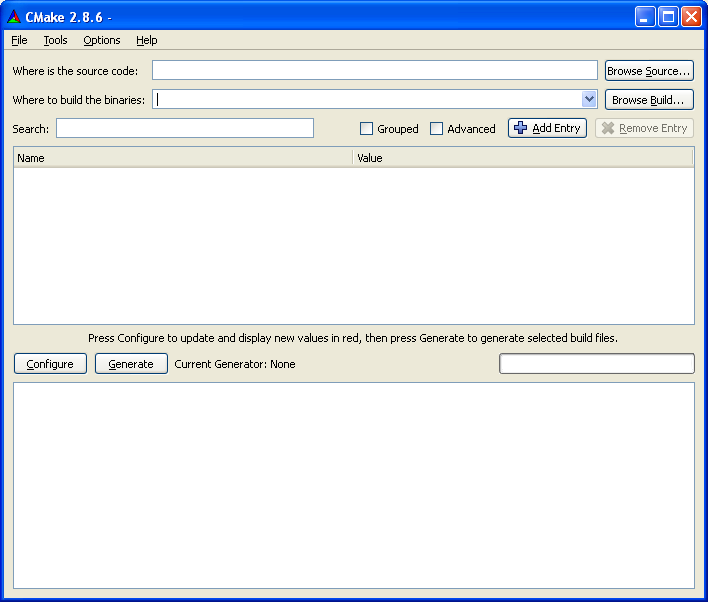 CMake 2.8.6 -
File Tools Options Help
Where is the source code: Browse Source...
Where to build the binaries: Browse Build...
Search: Grouped Advanced Add Entry Remove Entry
Name Value
Press Configure to update and display new values in red, then press Generate to generate selected build files.
Configure Generate Current Generator: None